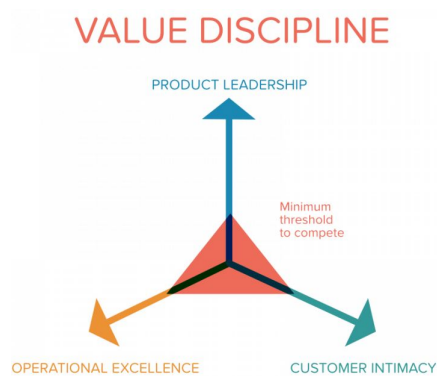 VALUE DISCIPLINE
PRODUCT LEADERSHIP
Minimum
threshold
to compete
OPERATIONAL EXCELLENCE
CUSTOMER INTIMACY